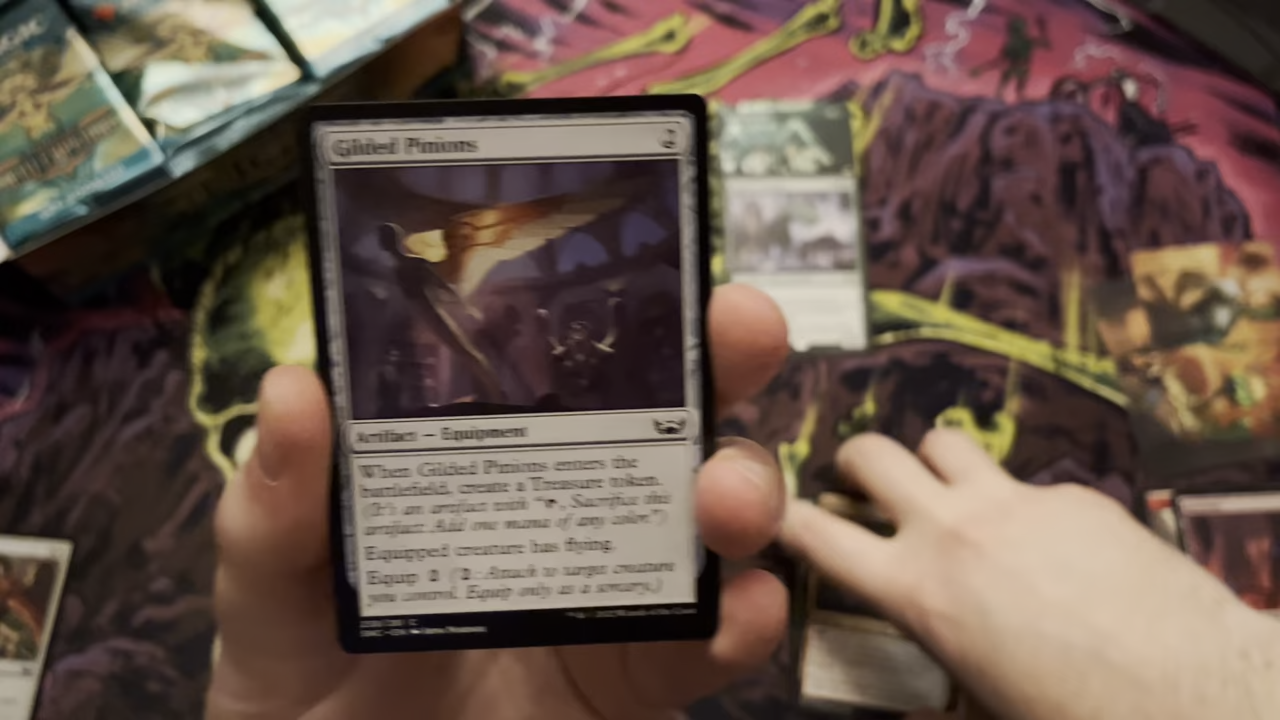 Gilded Pinions 2
Artifact — Equipment
When Gilded Pinions enters the
battlefield, create a Treasure token.
(It's an artifact with "T, Sacrifice this
artifact: Add one mana of any color.")
Equipped creature has flying.
Equip 2 (2: Attach to target creature
you control. Equip only as a sorcery.)